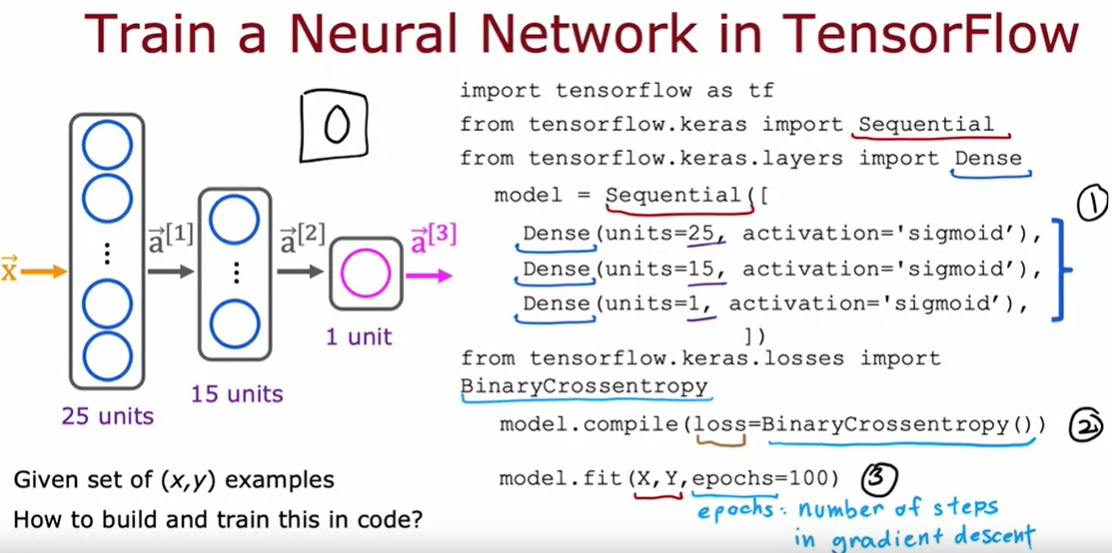 Train a Neural Network in TensorFlow
0
x⃗
a⃗[1]
a⃗[2]
a⃗[3]
25 units
15 units
1 unit
Given set of (x,y) examples
How to build and train this in code?
import tensorflow as tf
from tensorflow.keras import Sequential
from tensorflow.keras.layers import Dense
model = Sequential([
Dense(units=25, activation='sigmoid'),
Dense(units=15, activation='sigmoid'),
Dense(units=1, activation='sigmoid'),
])
1
from tensorflow.keras.losses import
BinaryCrossentropy
model.compile(loss=BinaryCrossentropy()) 2
model.fit(X,Y,epochs=100) 3
epochs: number of steps
in gradient descent